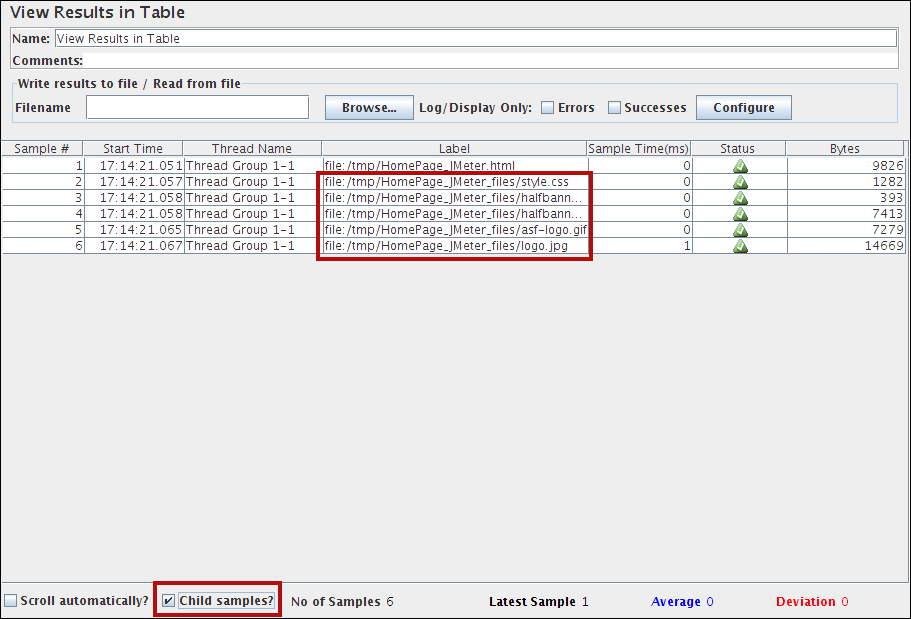 View Results in Table
Name: View Results in Table
Comments:
Write results to file / Read from file
Filename Browse... Log/Display Only: Errors Successes Configure
Sample # Start Time Thread Name Label Sample Time(ms) Status Bytes
1 17:14:21.051 Thread Group 1-1 file:/tmp/HomePage_JMeter.html 0 9826
2 17:14:21.057 Thread Group 1-1 file:/tmp/HomePage_JMeter_files/style.css 0 1282
3 17:14:21.058 Thread Group 1-1 file:/tmp/HomePage_JMeter_files/halfbann... 0 393
4 17:14:21.058 Thread Group 1-1 file:/tmp/HomePage_JMeter_files/halfbann... 0 7413
5 17:14:21.065 Thread Group 1-1 file:/tmp/HomePage_JMeter_files/asf-logo.gif 0 7279
6 17:14:21.067 Thread Group 1-1 file:/tmp/HomePage_JMeter_files/logo.jpg 1 14669
Scroll automatically? Child samples? No of Samples 6 Latest Sample 1 Average 0 Deviation 0